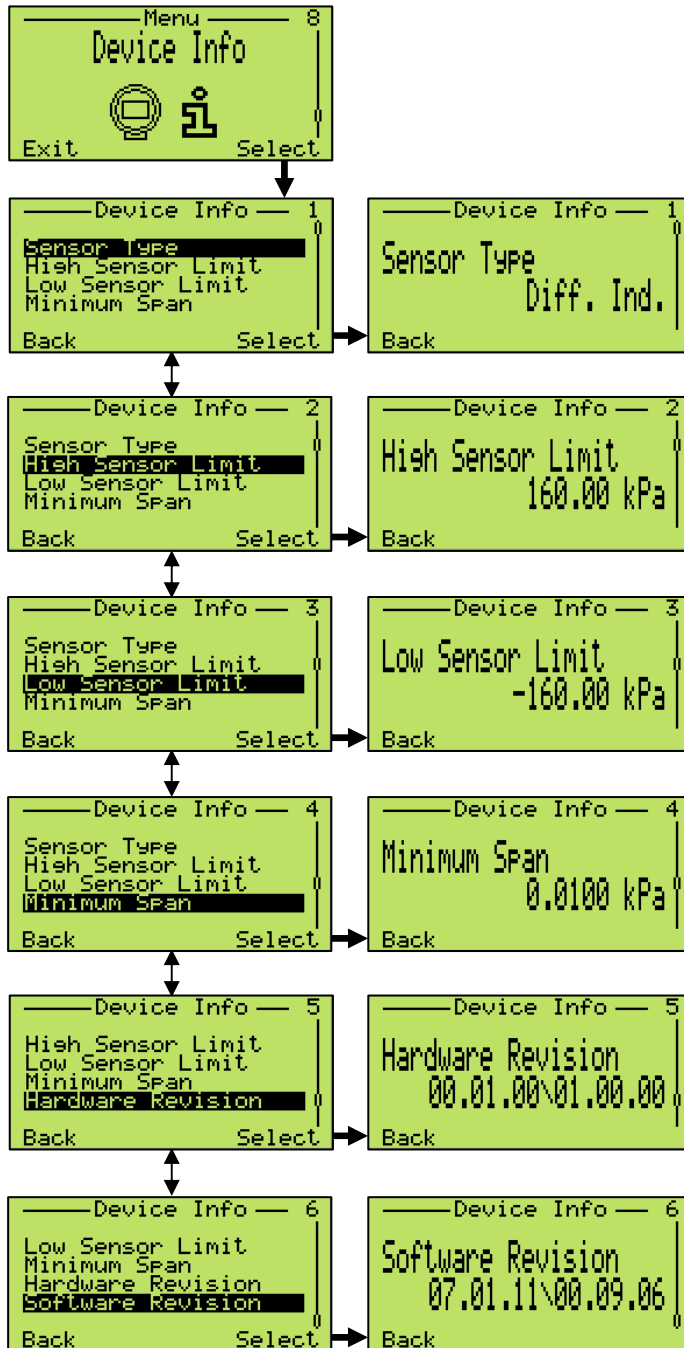 Menu 8
Device Info
Exit Select
Device Info 1
Sensor Type
High Sensor Limit
Low Sensor Limit
Minimum Span
Back Select
Device Info 1
Sensor Type
Diff. Ind.
Back
Device Info 2
Sensor Type
High Sensor Limit
Low Sensor Limit
Minimum Span
Back Select
Device Info 2
High Sensor Limit
160.00 kPa
Back
Device Info 3
Sensor Type
High Sensor Limit
Low Sensor Limit
Minimum Span
Back Select
Device Info 3
Low Sensor Limit
-160.00 kPa
Back
Device Info 4
Sensor Type
High Sensor Limit
Low Sensor Limit
Minimum Span
Back Select
Device Info 4
Minimum Span
0.0100 kPa
Back
Device Info 5
High Sensor Limit
Low Sensor Limit
Minimum Span
Hardware Revision
Back Select
Device Info 5
Hardware Revision
00.01.00\01.00.00
Back
Device Info 6
Low Sensor Limit
Minimum Span
Hardware Revision
Software Revision
Back Select
Device Info 6
Software Revision
07.01.11\00.09.06
Back